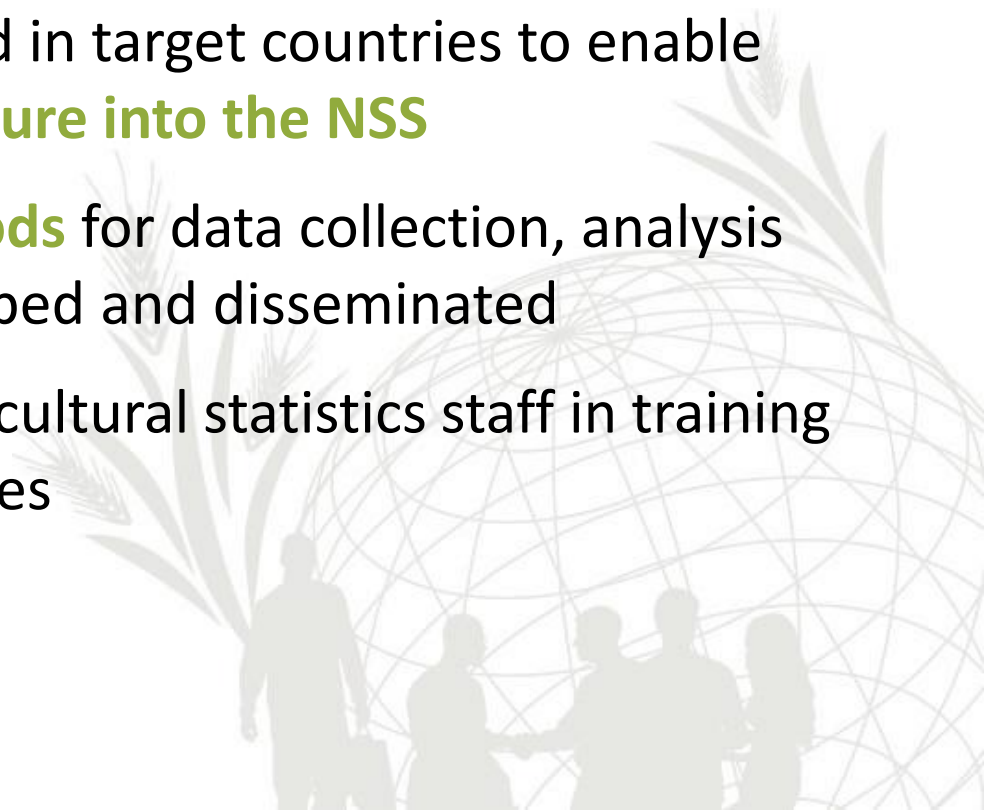 d in target countries to enable
ure into the NSS
ods for data collection, analysis
ped and disseminated
cultural statistics staff in training
es